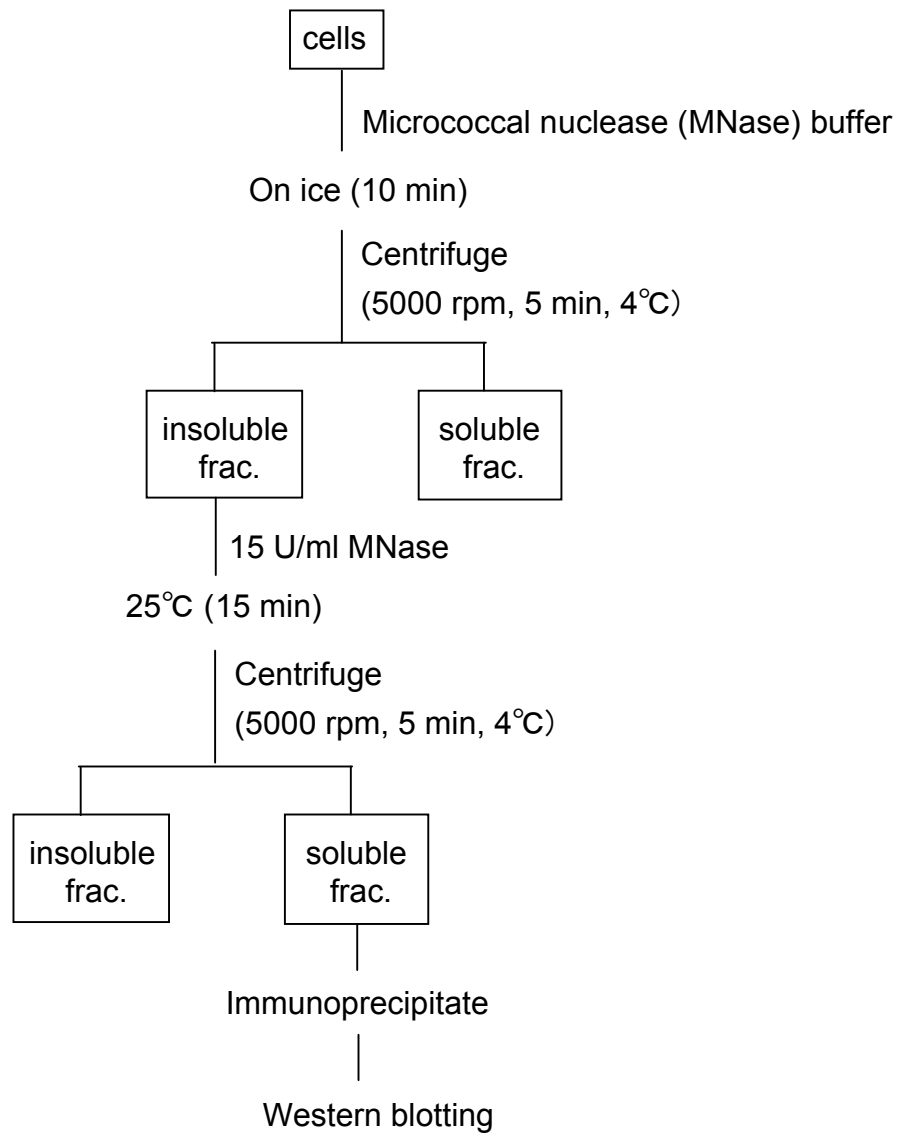 cells
Micrococcal nuclease (MNase) buffer
On ice (10 min)
Centrifuge
(5000 rpm, 5 min, 4℃)
insoluble
frac.
soluble
frac.
15 U/ml MNase
25℃ (15 min)
Centrifuge
(5000 rpm, 5 min, 4℃)
insoluble
frac.
soluble
frac.
Immunoprecipitate
Western blotting